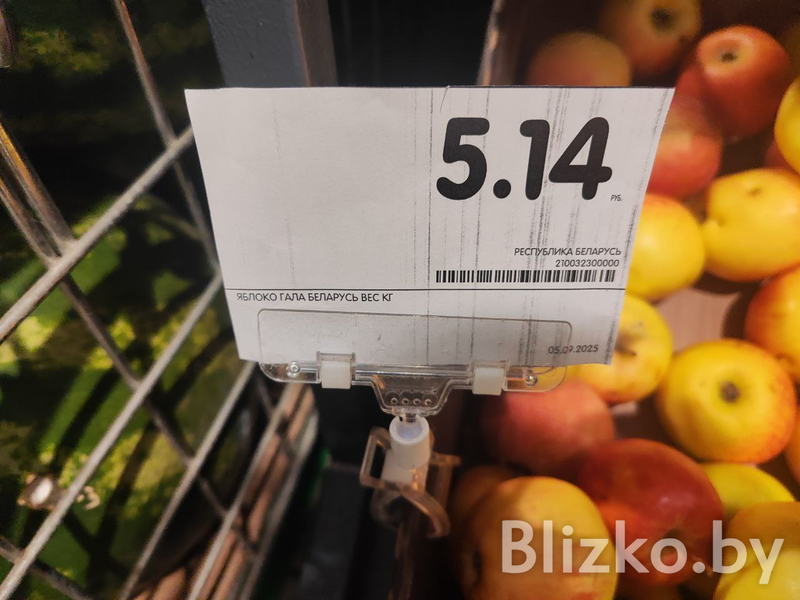 5.14
РУБ.
РЕСПУБЛИКА БЕЛАРУСЬ
210032300000
ЯБЛОКО ГАЛА БЕЛАРУСЬ ВЕС КГ
05.09.2025
Blizko.by